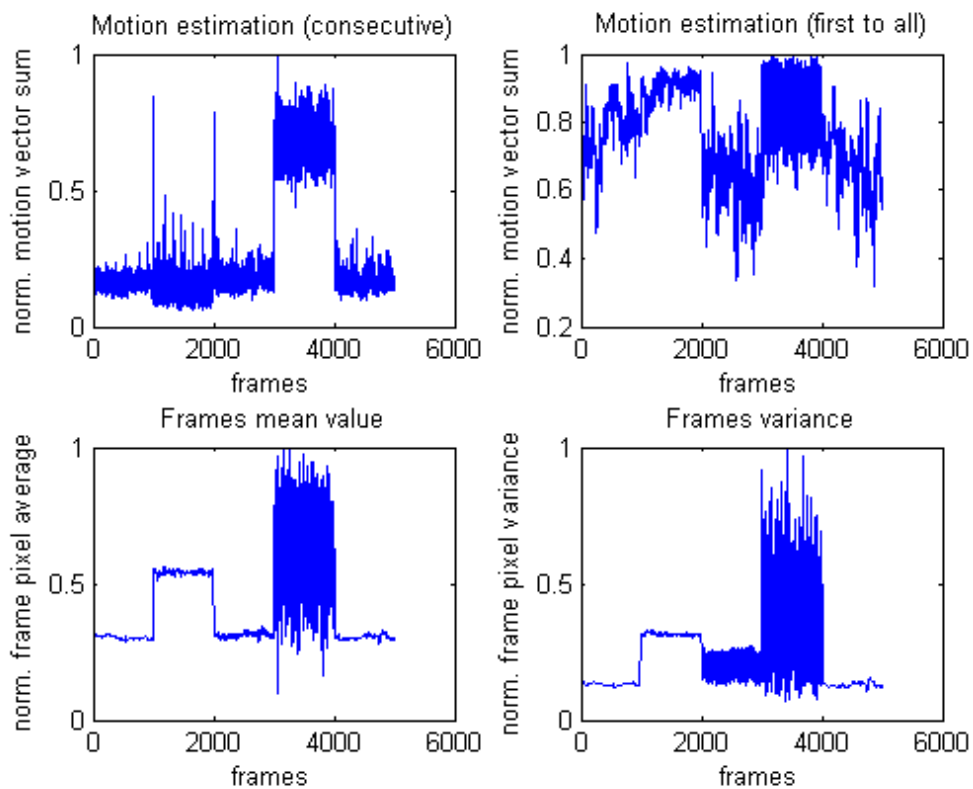 Motion estimation (consecutive)
norm. motion vector sum
1
0.5
0
0 2000 4000 6000
frames
Motion estimation (first to all)
norm. motion vector sum
1
0.8
0.6
0.4
0.2
0 2000 4000 6000
frames
Frames mean value
norm. frame pixel average
1
0.5
0
0 2000 4000 6000
frames
Frames variance
norm. frame pixel variance
1
0.5
0
0 2000 4000 6000
frames